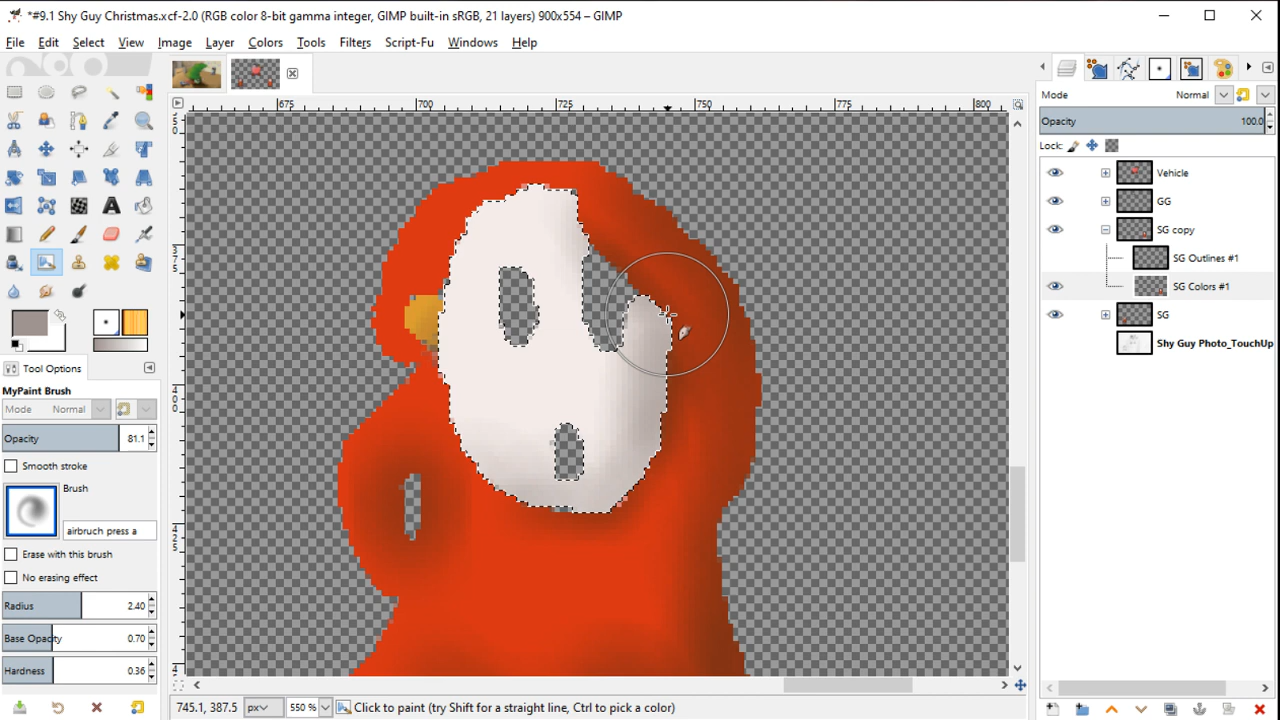 *#9.1 Shy Guy Christmas.xcf-2.0 (RGB color 8-bit gamma integer, GIMP built-in sRGB, 21 layers) 900x554 – GIMP
File Edit Select View Image Layer Colors Tools Filters Script-Fu Windows Help
675 700 725 750 775 800
Mode Normal
Opacity 100.0
Lock:
Vehicle
GG
SG copy
SG Outlines #1
SG Colors #1
SG
Shy Guy Photo_TouchUp
Tool Options
MyPaint Brush
Mode Normal
Opacity 81.1
Smooth stroke
Brush
airbrush press a
Erase with this brush
No erasing effect
Radius 2.40
Base Opacity 0.70
Hardness 0.36
745.1, 387.5 px 550 % Click to paint (try Shift for a straight line, Ctrl to pick a color)